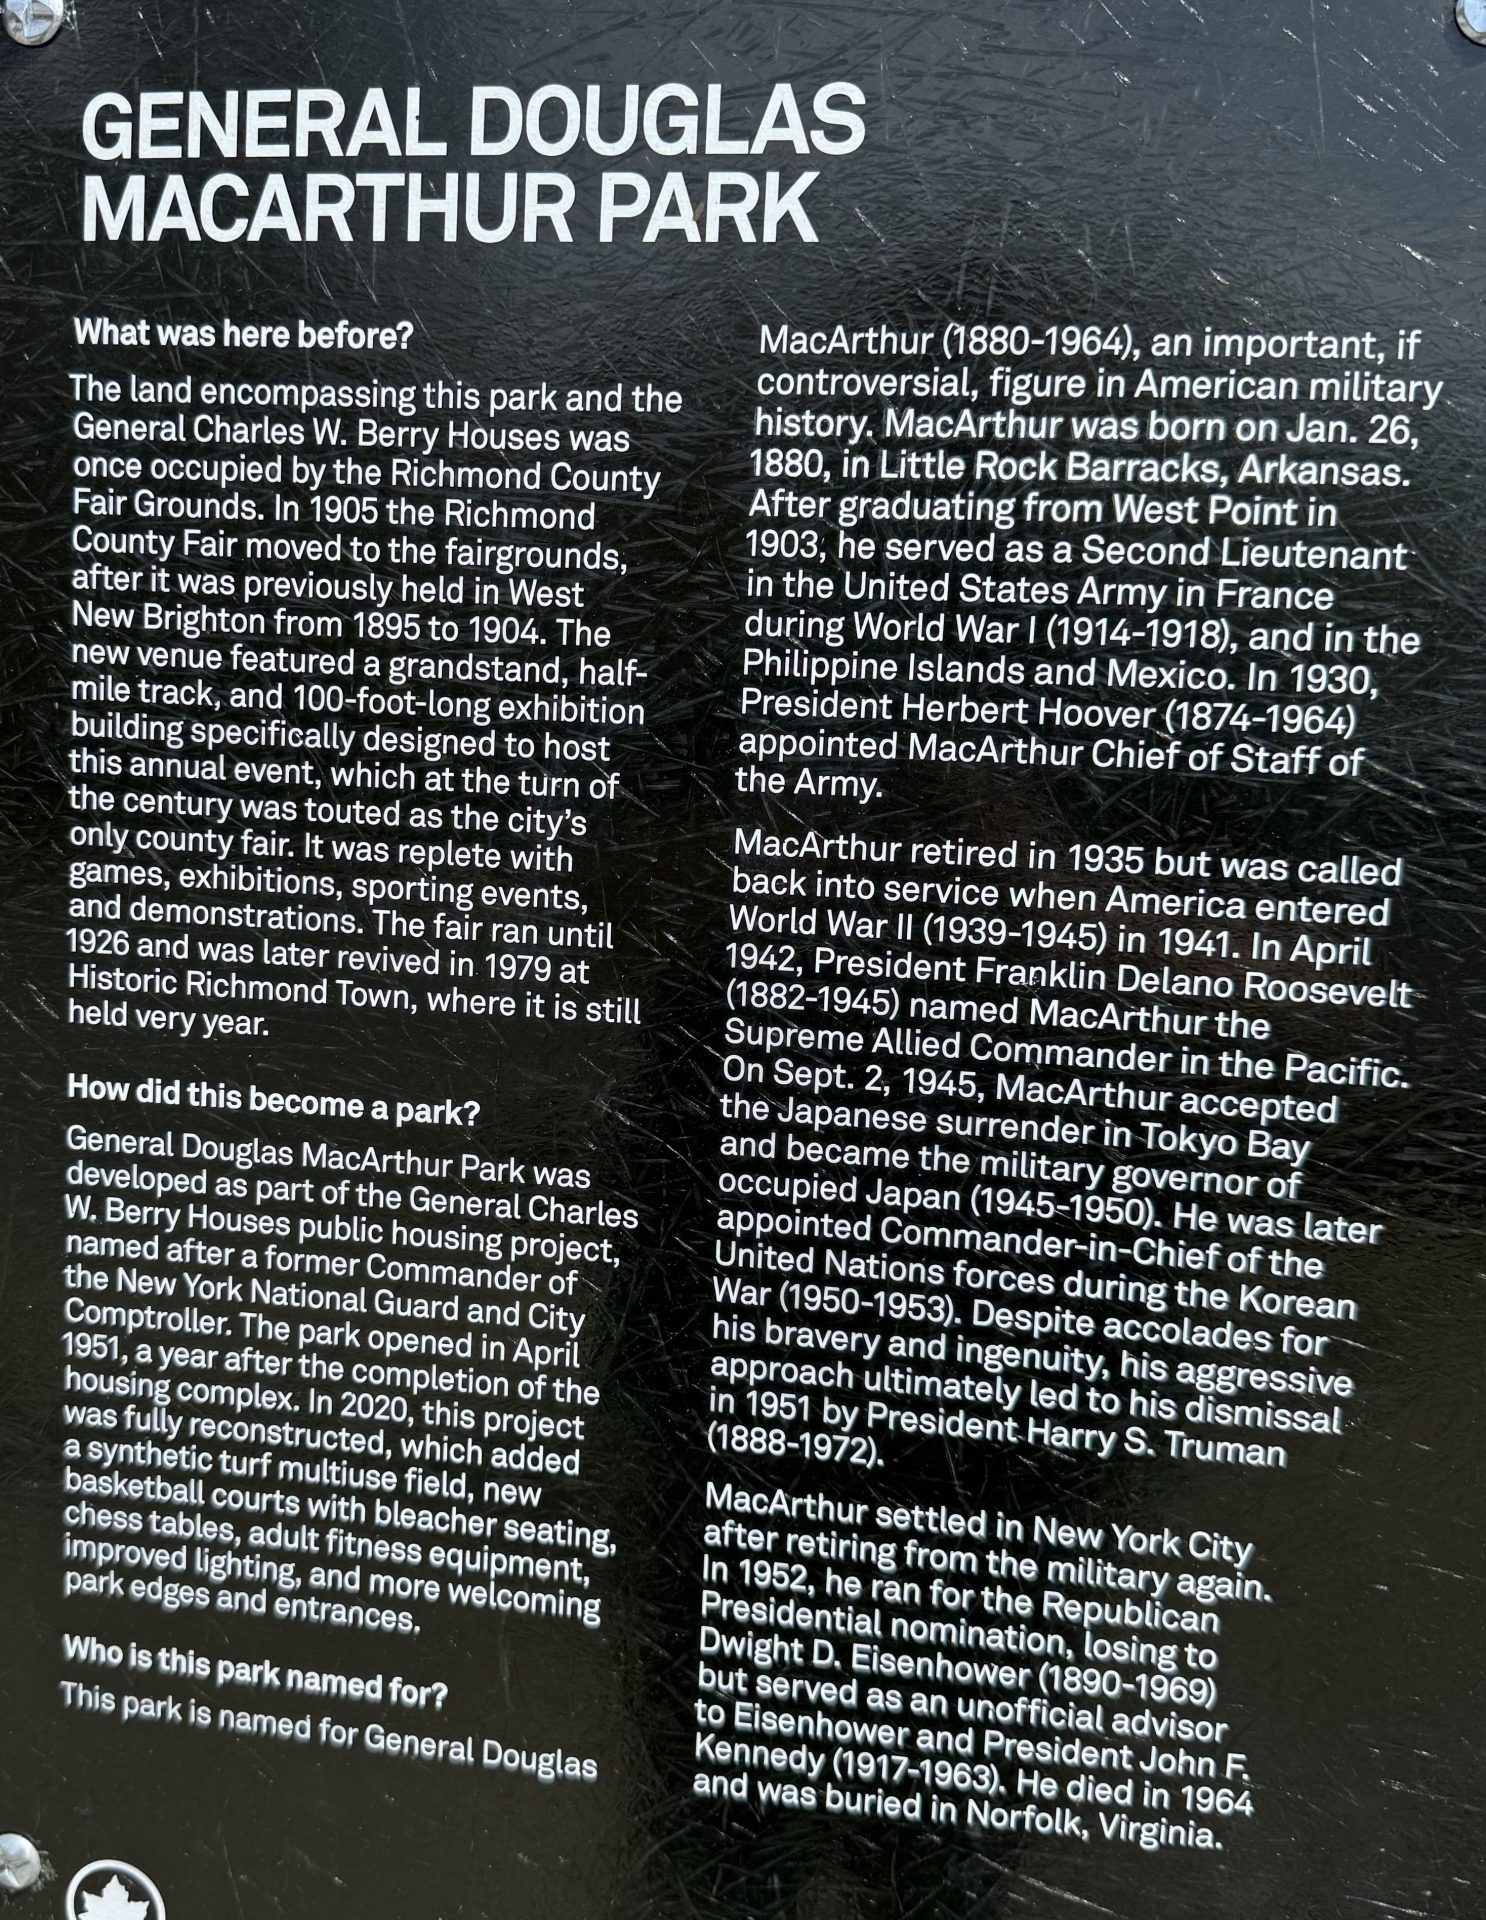 GENERAL DOUGLAS
MACARTHUR PARK
What was here before?
The land encompassing this park and the
General Charles W. Berry Houses was
once occupied by the Richmond County
Fair Grounds. In 1905 the Richmond
County Fair moved to the fairgrounds,
after it was previously held in West
New Brighton from 1895 to 1904. The
new venue featured a grandstand, half-
mile track, and 100-foot-long exhibition
building specifically designed to host
this annual event, which at the turn of
the century was touted as the city's
only county fair. It was replete with
games, exhibitions, sporting events,
and demonstrations. The fair ran until
1926 and was later revived in 1979 at
Historic Richmond Town, where it is still
held very year.
How did this become a park?
General Douglas MacArthur Park was
developed as part of the General Charles
W. Berry Houses public housing project,
named after a former Commander of
the New York National Guard and City
Comptroller. The park opened in April
1951, a year after the completion of the
housing complex. In 2020, this project
was fully reconstructed, which added
a synthetic turf multiuse field, new
basketball courts with bleacher seating,
chess tables, adult fitness equipment,
improved lighting, and more welcoming
park edges and entrances.
Who is this park named for?
This park is named for General Douglas
MacArthur (1880-1964), an important, if
controversial, figure in American military
history. MacArthur was born on Jan. 26,
1880, in Little Rock Barracks, Arkansas.
After graduating from West Point in
1903, he served as a Second Lieutenant
in the United States Army in France
during World War I (1914-1918), and in the
Philippine Islands and Mexico. In 1930,
President Herbert Hoover (1874-1964)
appointed MacArthur Chief of Staff of
the Army.
MacArthur retired in 1935 but was called
back into service when America entered
World War II (1939-1945) in 1941. In April
1942, President Franklin Delano Roosevelt
(1882-1945) named MacArthur the
Supreme Allied Commander in the Pacific.
On Sept. 2, 1945, MacArthur accepted
the Japanese surrender in Tokyo Bay
and became the military governor of
occupied Japan (1945-1950). He was later
appointed Commander-in-Chief of the
United Nations forces during the Korean
War (1950-1953). Despite accolades for
his bravery and ingenuity, his aggressive
approach ultimately led to his dismissal
in 1951 by President Harry S. Truman
(1888-1972).
MacArthur settled in New York City
after retiring from the military again.
In 1952, he ran for the Republican
Presidential nomination, losing to
Dwight D. Eisenhower (1890-1969)
but served as an unofficial advisor
to Eisenhower and President John F.
Kennedy (1917-1963). He died in 1964
and was buried in Norfolk, Virginia.